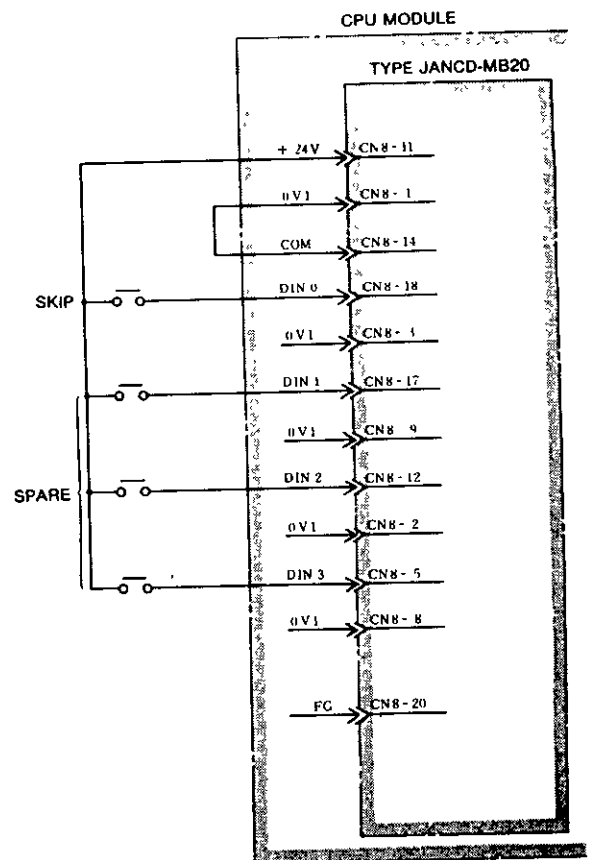 CPU MODULE
TYPE JANCD-MB20
+ 24V CN8-11
0V1 CN8-1
COM CN8-14
SKIP DIN 0 CN8-18
0V1 CN8-3
DIN 1 CN8-17
0V1 CN8-9
SPARE DIN 2 CN8-12
0V1 CN8-2
DIN 3 CN8-5
0V1 CN8-8
FG CN8-20